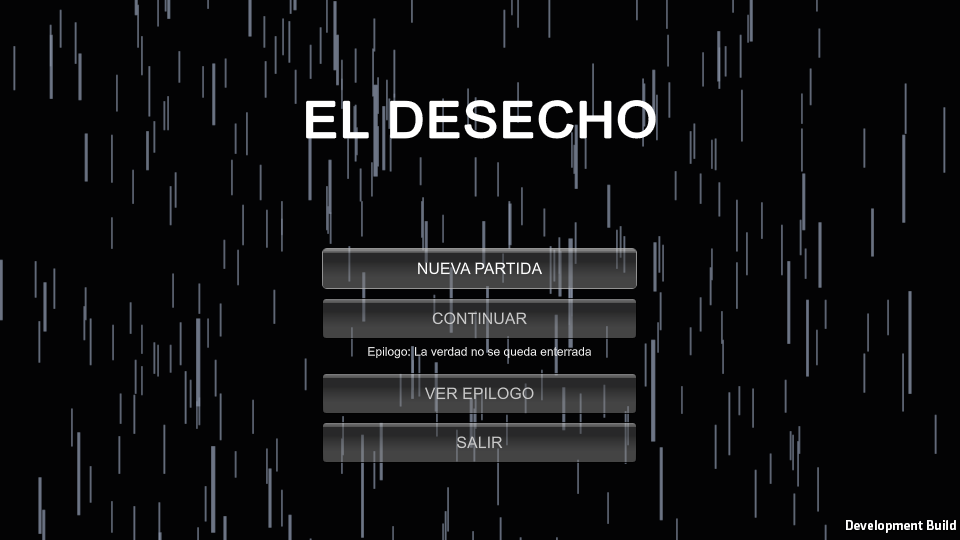 EL DESECHO
NUEVA PARTIDA
CONTINUAR
Epilogo: La verdad no se queda enterrada
VER EPILOGO
SALIR
Development Build